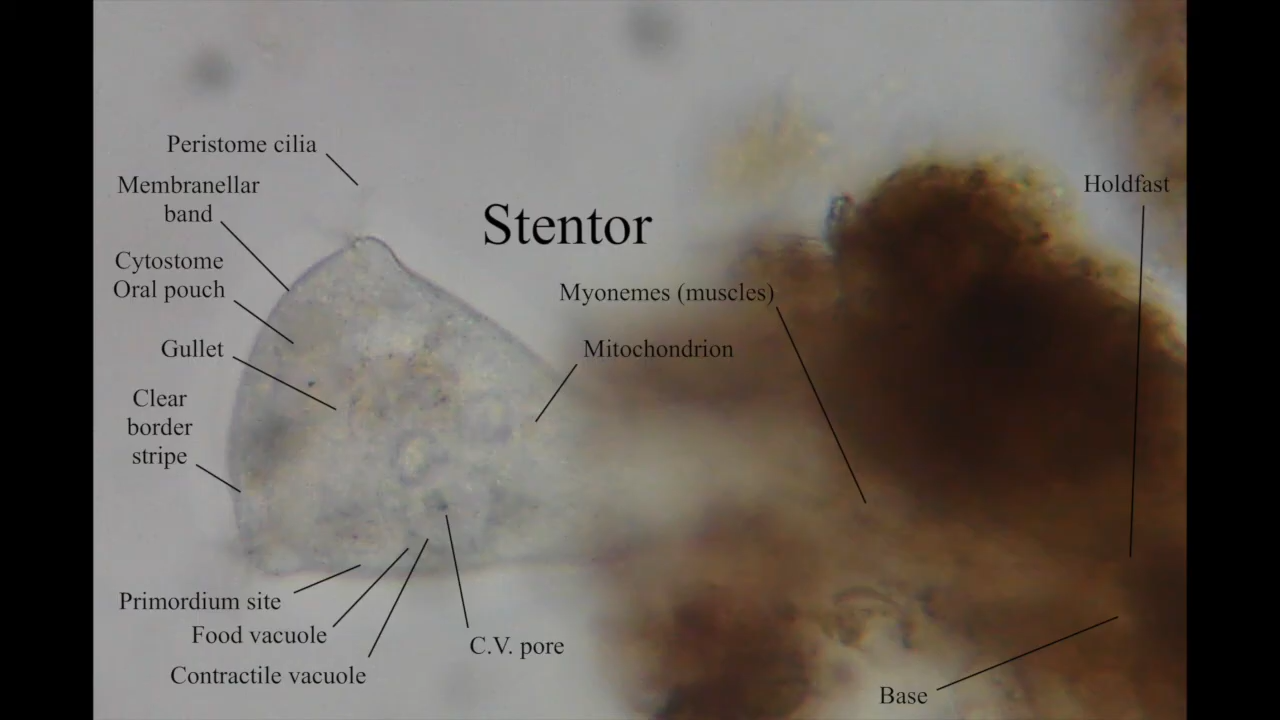 Stentor
Peristome cilia
Membranellar
band
Cytostome
Oral pouch
Gullet
Clear
border
stripe
Primordium site
Food vacuole
Contractile vacuole
C.V. pore
Mitochondrion
Myonemes (muscles)
Holdfast
Base